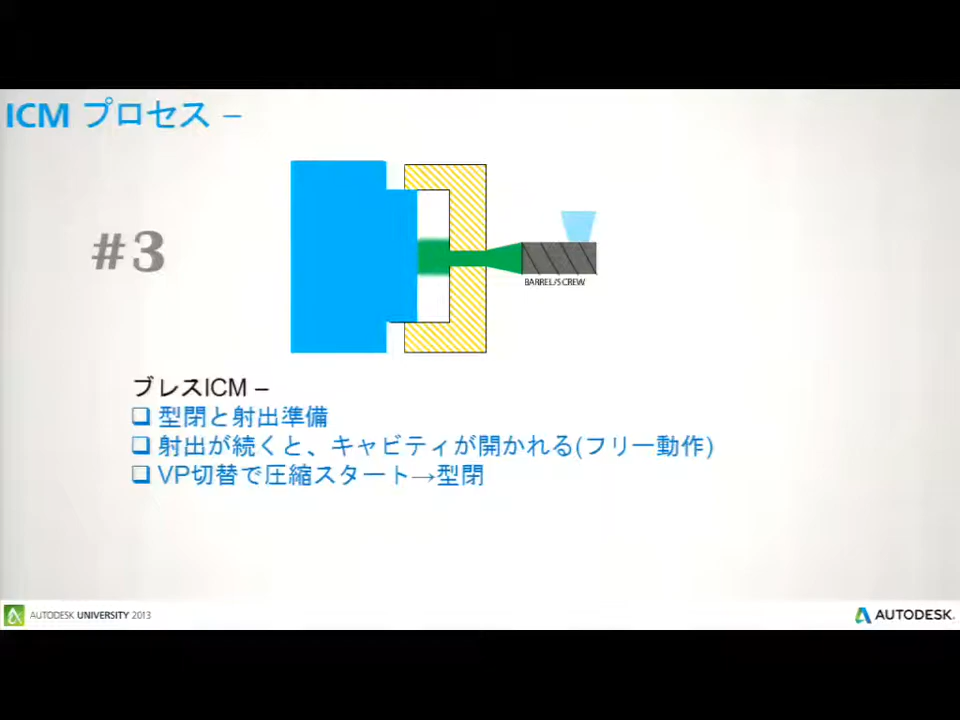 ICM プロセス –
#3
BARREL/SCREW
ブレスICM –
❑ 型閉と射出準備
❑ 射出が続くと、キャビティが開かれる(フリー動作)
❑ VP切替で圧縮スタート→型閉
AUTODESK UNIVERSITY 2013
AUTODESK.